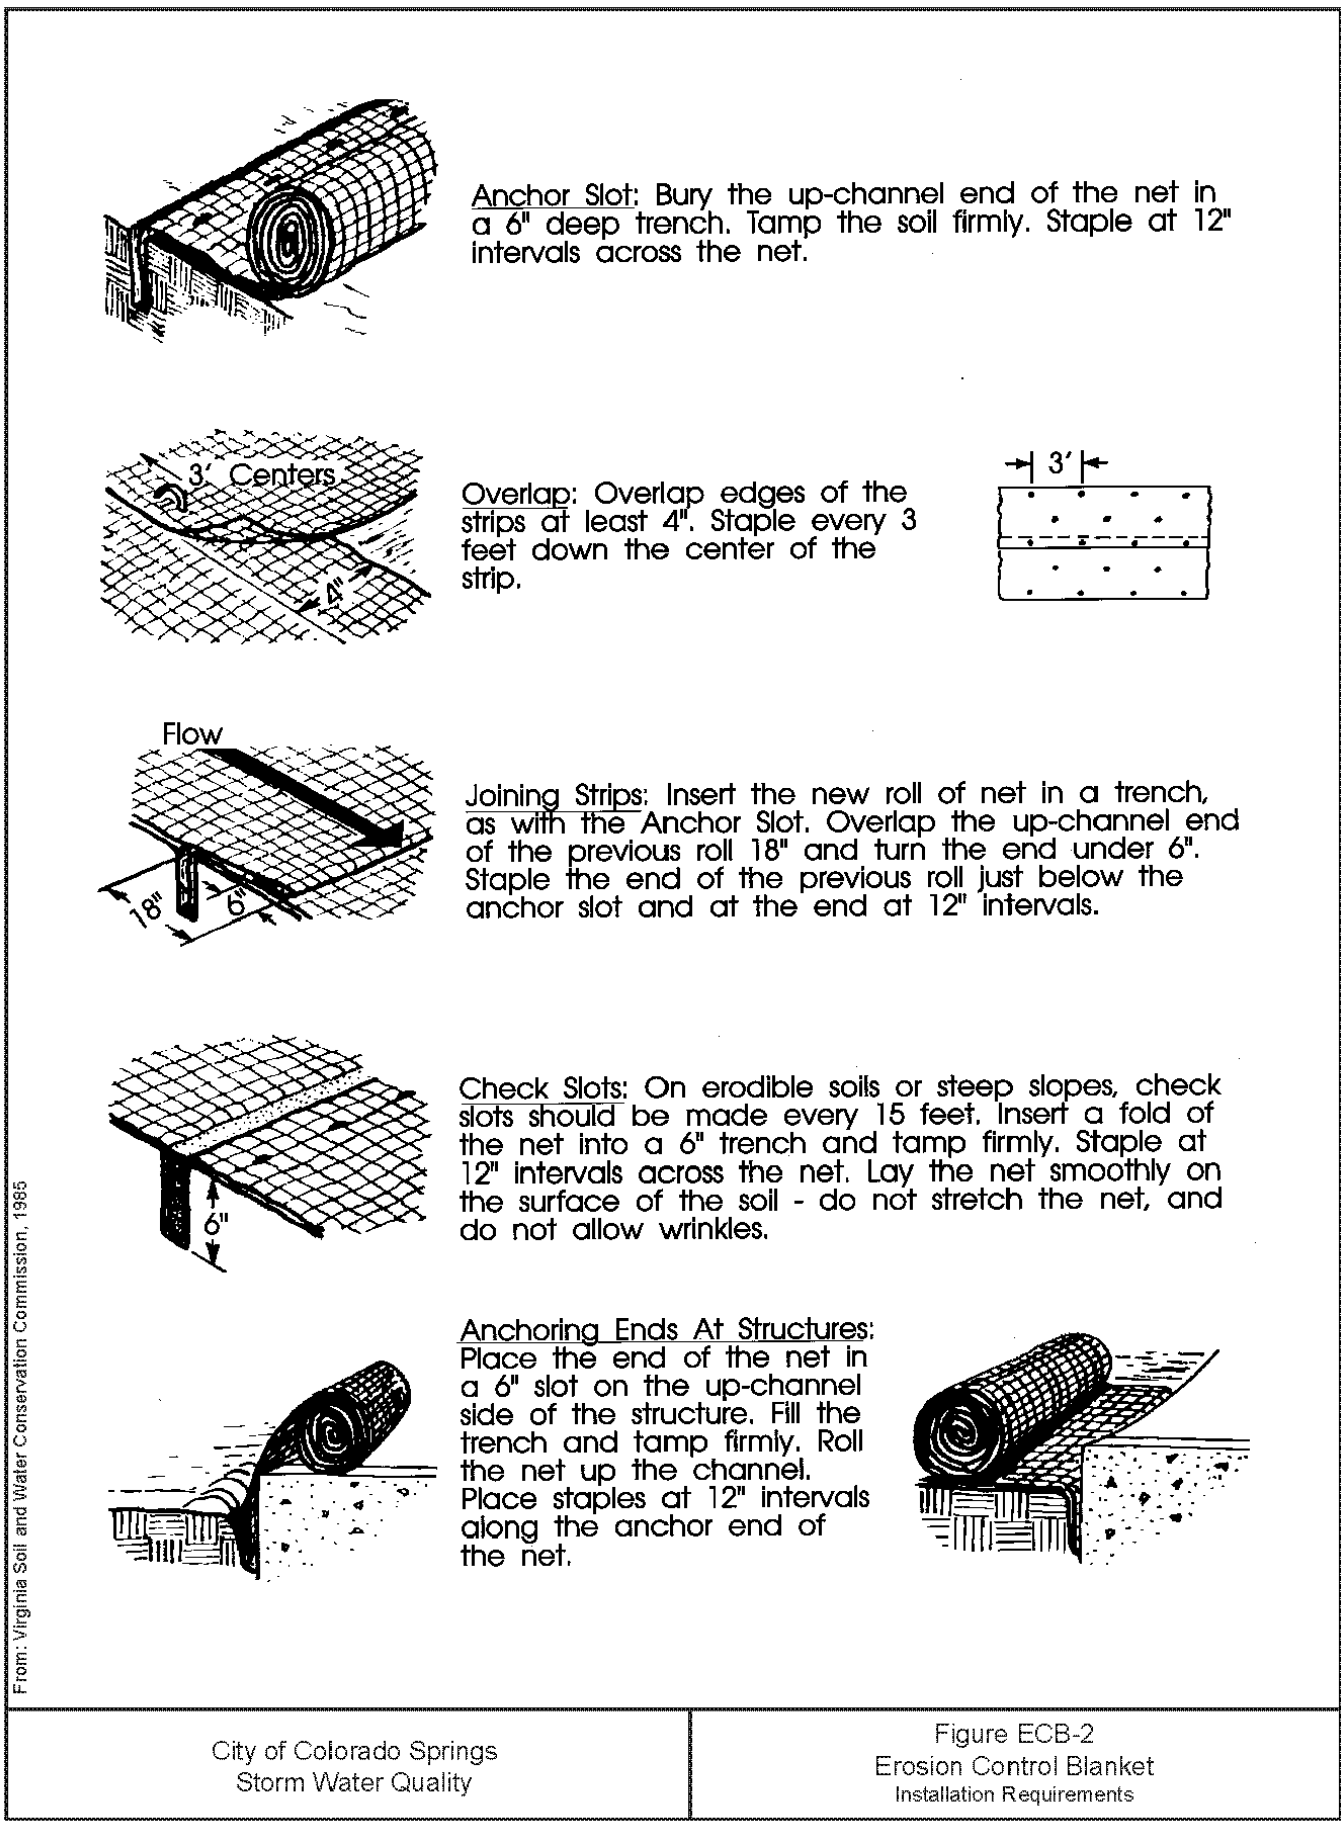 Anchor Slot: Bury the up-channel end of the net in
a 6" deep trench. Tamp the soil firmly. Staple at 12"
intervals across the net.
3' Centers
4"
Overlap: Overlap edges of the
strips at least 4". Staple every 3
feet down the center of the
strip.
3'
Flow
18"
6"
Joining Strips: Insert the new roll of net in a trench,
as with the Anchor Slot. Overlap the up-channel end
of the previous roll 18" and turn the end under 6".
Staple the end of the previous roll just below the
anchor slot and at the end at 12" intervals.
6"
Check Slots: On erodible soils or steep slopes, check
slots should be made every 15 feet. Insert a fold of
the net into a 6" trench and tamp firmly. Staple at
12" intervals across the net. Lay the net smoothly on
the surface of the soil - do not stretch the net, and
do not allow wrinkles.
Anchoring Ends At Structures:
Place the end of the net in
a 6" slot on the up-channel
side of the structure. Fill the
trench and tamp firmly. Roll
the net up the channel.
Place staples at 12" intervals
along the anchor end of
the net.
From: Virginia Soil and Water Conservation Commission, 1985
City of Colorado Springs
Storm Water Quality
Figure ECB-2
Erosion Control Blanket
Installation Requirements